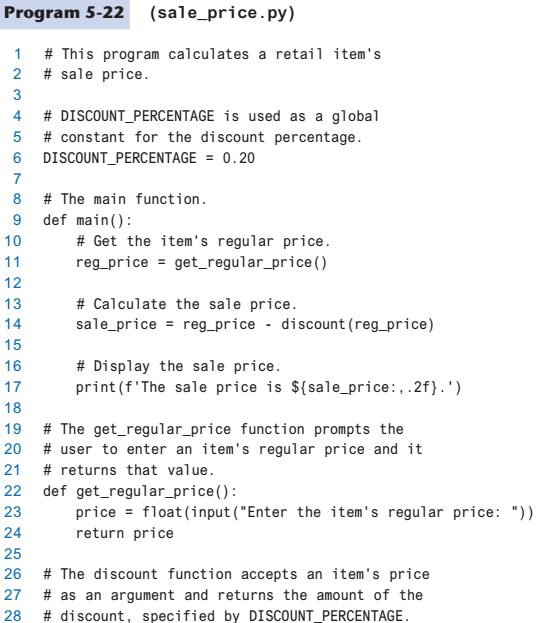 Program 5-22 (sale_price.py)
1 # This program calculates a retail item's
2 # sale price.
3
4 # DISCOUNT_PERCENTAGE is used as a global
5 # constant for the discount percentage.
6 DISCOUNT_PERCENTAGE = 0.20
7
8 # The main function.
9 def main():
10     # Get the item's regular price.
11     reg_price = get_regular_price()
12
13     # Calculate the sale price.
14     sale_price = reg_price - discount(reg_price)
15
16     # Display the sale price.
17     print(f'The sale price is ${sale_price:,.2f}.')
18
19 # The get_regular_price function prompts the
20 # user to enter an item's regular price and it
21 # returns that value.
22 def get_regular_price():
23     price = float(input("Enter the item's regular price: "))
24     return price
25
26 # The discount function accepts an item's price
27 # as an argument and returns the amount of the
28 # discount, specified by DISCOUNT_PERCENTAGE.